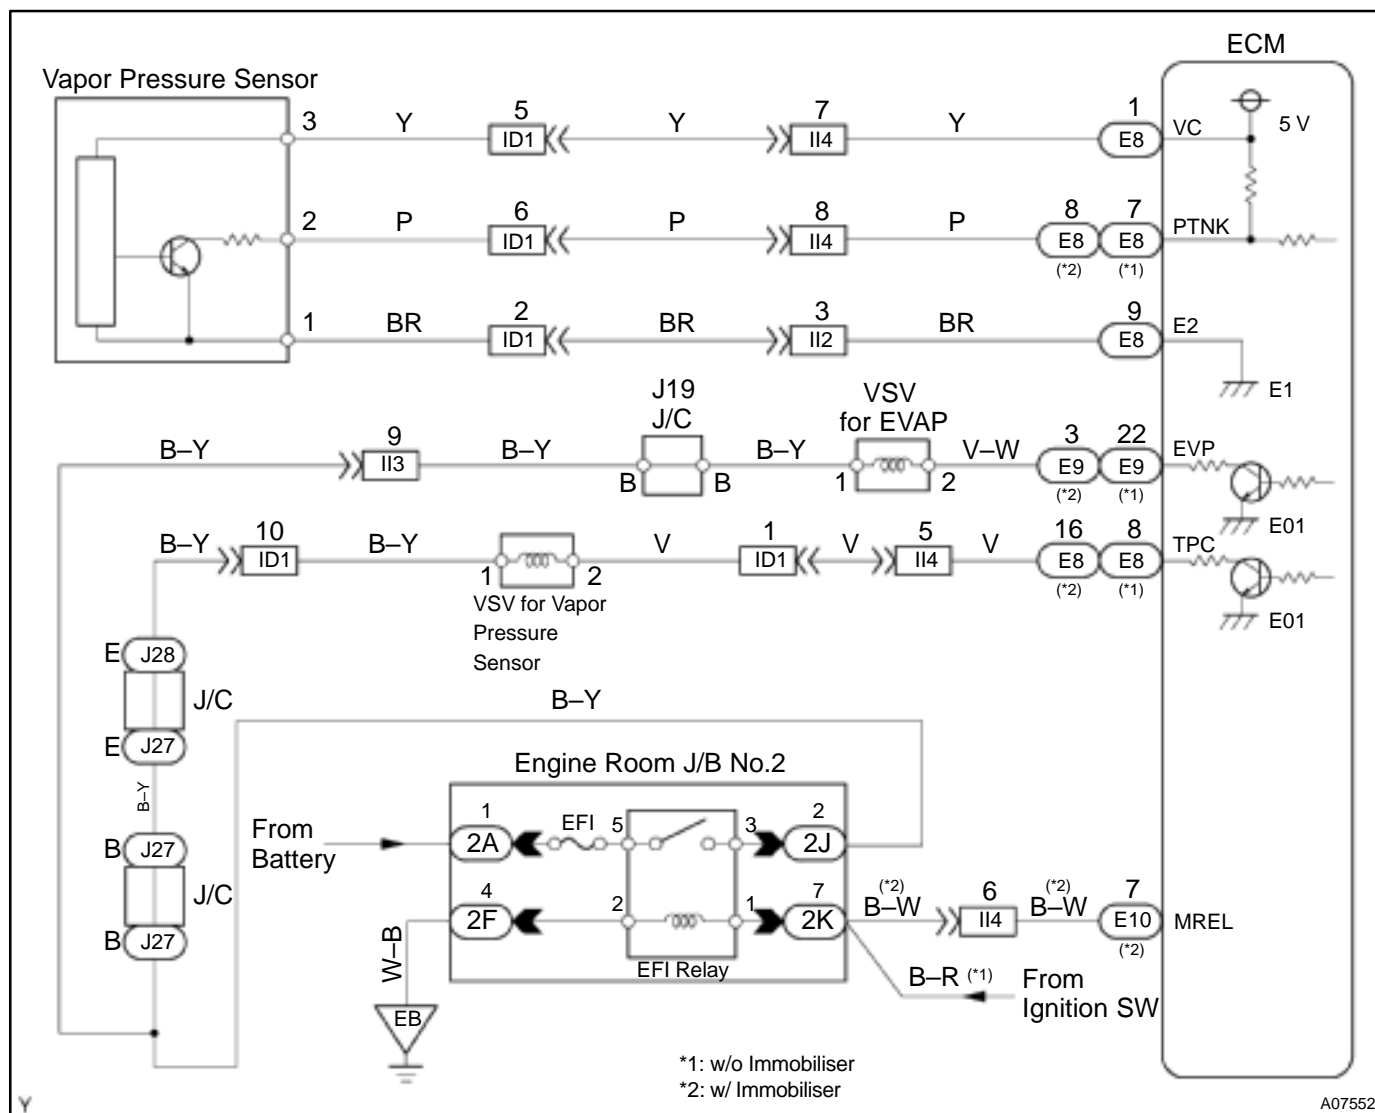 ECM
Vapor Pressure Sensor
3 Y 5 Y 7 Y 1 VC 5 V
ID1 II4 E8
2 P 6 P 8 P 8 7 PTNK
ID1 II4 E8 E8
(*2) (*1)
1 BR 2 BR 3 BR 9 E2
ID1 II2 E8
E1
J19
J/C
VSV
for EVAP
B–Y 9 B–Y B–Y V–W 3 22 EVP
II3 B B 1 2 E9 E9
(*2) (*1)
E01
B–Y 10 B–Y V 1 V 5 V 16 8 TPC
ID1 1 2 ID1 II4 E8 E8
(*2) (*1)
E01
VSV for Vapor
Pressure
Sensor
E J28
J/C
E J27
B–Y
B–Y
B J27
J/C
B J27
Engine Room J/B No.2
From
Battery
1 EFI 5 3 2
2A 2J
4 2 1 7
2F 2K
EFI Relay
W–B
EB
(*2) 6 (*2) 7
B–W II4 B–W E10 MREL
(*2)
B–R (*1) From
Ignition SW
*1: w/o Immobiliser
*2: w/ Immobiliser
Y A07552